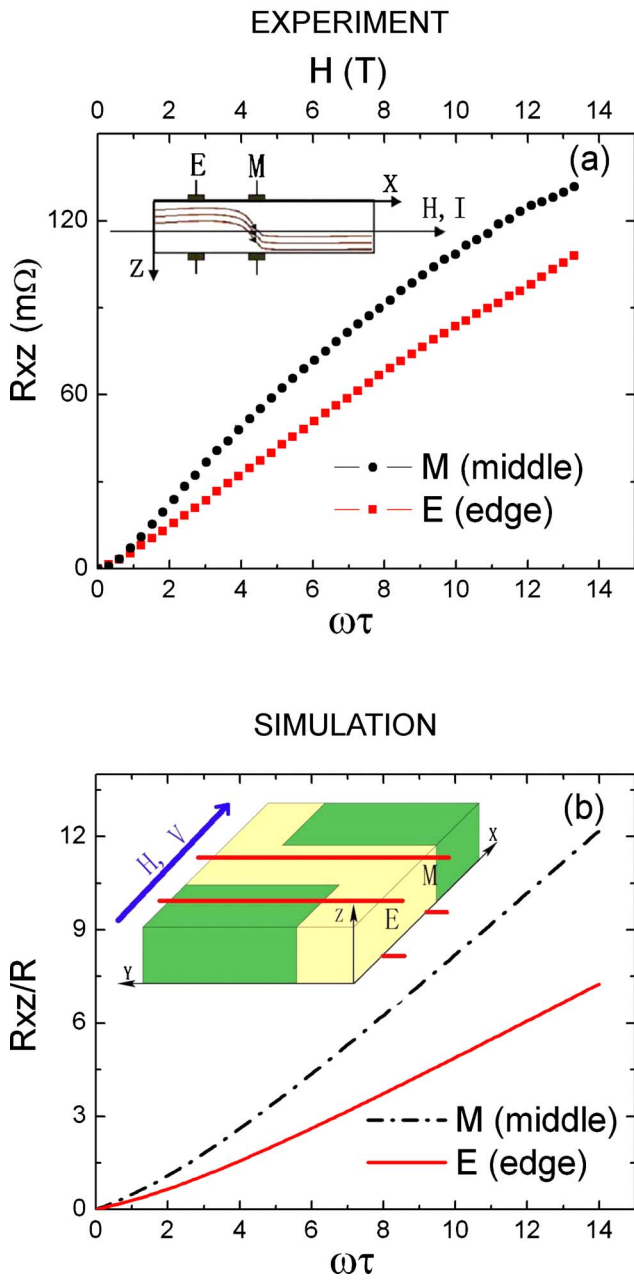 EXPERIMENT
H (T)
0 2 4 6 8 10 12 14
(a)
E M
X
H, I
Z
120
60
0
Rxz (mΩ)
M (middle)
E (edge)
0 2 4 6 8 10 12 14
ωτ
SIMULATION
(b)
H, V
X
M
Z E
Y
12
9
6
3
0
Rxz/R
M (middle)
E (edge)
0 2 4 6 8 10 12 14
ωτ